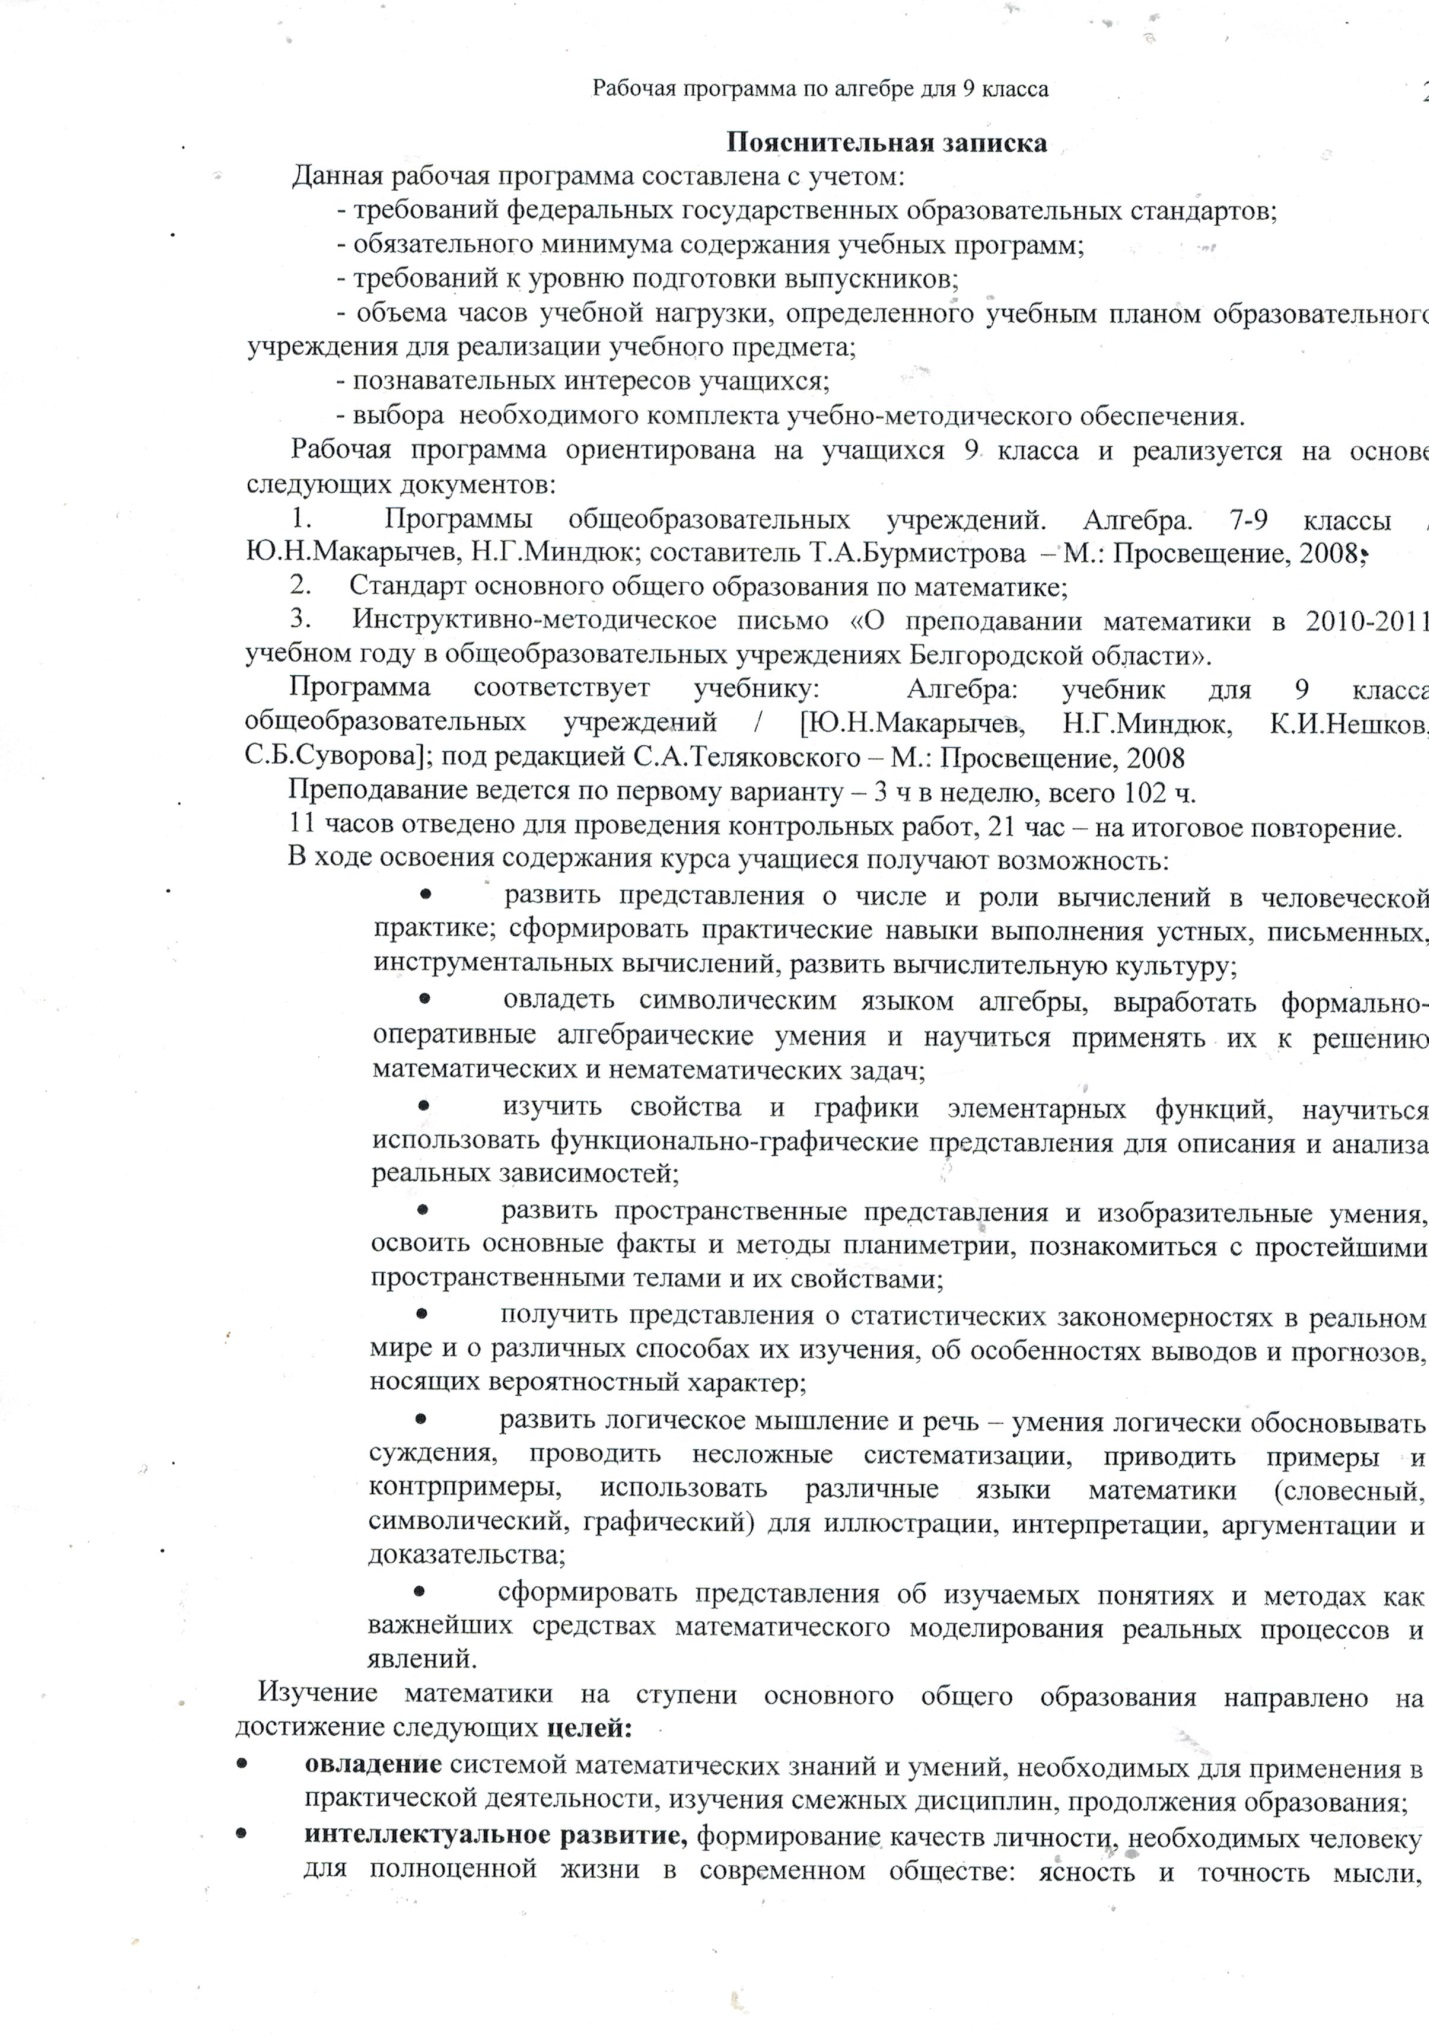 Рабочая программа по алгебре для 9 класса
Пояснительная записка
Данная рабочая программа составлена с учетом:
- требований федеральных государственных образовательных стандартов;
- обязательного минимума содержания учебных программ;
- требований к уровню подготовки выпускников;
- объема часов учебной нагрузки, определенного учебным планом образовательного
учреждения для реализации учебного предмета;
- познавательных интересов учащихся;
- выбора необходимого комплекта учебно-методического обеспечения.
Рабочая программа ориентирована на учащихся 9 класса и реализуется на основе
следующих документов:
1. Программы общеобразовательных учреждений. Алгебра. 7-9 классы /
Ю.Н.Макарычев, Н.Г.Миндюк; составитель Т.А.Бурмистрова – М.: Просвещение, 2008;
2. Стандарт основного общего образования по математике;
3. Инструктивно-методическое письмо «О преподавании математики в 2010-2011
учебном году в общеобразовательных учреждениях Белгородской области».
Программа соответствует учебнику: Алгебра: учебник для 9 класса
общеобразовательных учреждений / [Ю.Н.Макарычев, Н.Г.Миндюк, К.И.Нешков,
С.Б.Суворова]; под редакцией С.А.Теляковского – М.: Просвещение, 2008
Преподавание ведется по первому варианту – 3 ч в неделю, всего 102 ч.
11 часов отведено для проведения контрольных работ, 21 час – на итоговое повторение.
В ходе освоения содержания курса учащиеся получают возможность:
• развить представления о числе и роли вычислений в человеческой
практике; сформировать практические навыки выполнения устных, письменных,
инструментальных вычислений, развить вычислительную культуру;
• овладеть символическим языком алгебры, выработать формально-
оперативные алгебраические умения и научиться применять их к решению
математических и нематематических задач;
• изучить свойства и графики элементарных функций, научиться
использовать функционально-графические представления для описания и анализа
реальных зависимостей;
• развить пространственные представления и изобразительные умения,
освоить основные факты и методы планиметрии, познакомиться с простейшими
пространственными телами и их свойствами;
• получить представления о статистических закономерностях в реальном
мире и о различных способах их изучения, об особенностях выводов и прогнозов,
носящих вероятностный характер;
• развить логическое мышление и речь – умения логически обосновывать
суждения, проводить несложные систематизации, приводить примеры и
контрпримеры, использовать различные языки математики (словесный,
символический, графический) для иллюстрации, интерпретации, аргументации и
доказательства;
• сформировать представления об изучаемых понятиях и методах как
важнейших средствах математического моделирования реальных процессов и
явлений.
Изучение математики на ступени основного общего образования направлено на
достижение следующих целей:
• овладение системой математических знаний и умений, необходимых для применения в
практической деятельности, изучения смежных дисциплин, продолжения образования;
• интеллектуальное развитие, формирование качеств личности, необходимых человеку
для полноценной жизни в современном обществе: ясность и точность мысли,